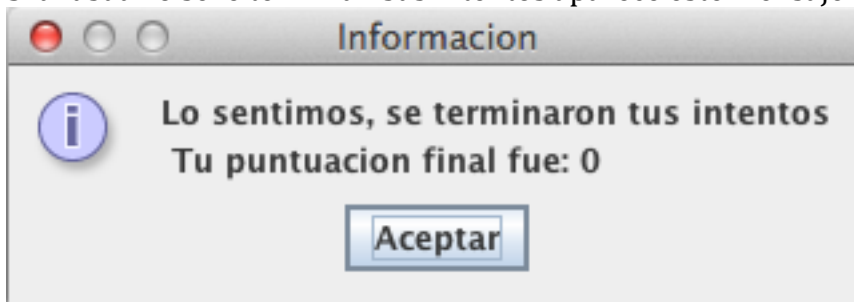 Informacion
Lo sentimos, se terminaron tus intentos
Tu puntuacion final fue: 0
Aceptar